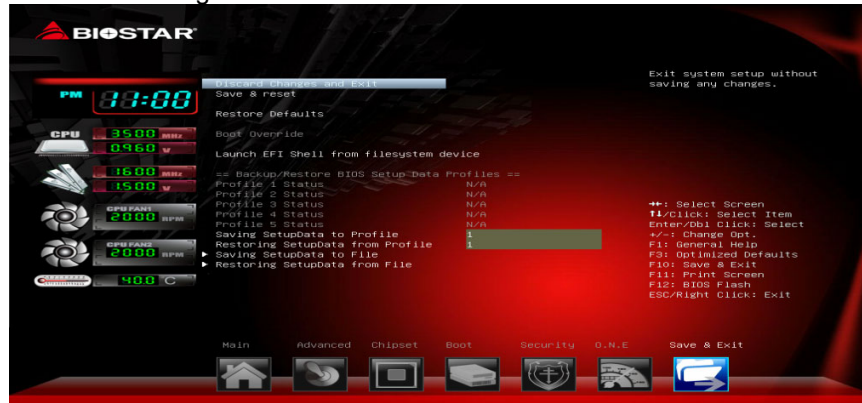 BIOSTAR
Exit system setup without
saving any changes.
Discard Changes and Exit
Save & reset
Restore Defaults
Boot Override
Launch EFI Shell from filesystem device
== Backup/Restore BIOS Setup Data Profiles ==
Profile 1 Status N/A
Profile 2 Status N/A
Profile 3 Status N/A
Profile 4 Status N/A
Profile 5 Status N/A
Saving SetupData to Profile 1
Restoring SetupData from Profile 1
Saving SetupData to File
Restoring SetupData from File
PM 11:00
CPU 3500 MHz
0.960 V
1600 MHz
1.500 V
CPU FAN1
2000 RPM
CPU FAN2
2000 RPM
40.0 C
→←: Select Screen
↑↓/Click: Select Item
Enter/Dbl Click: Select
+/-: Change Opt.
F1: General Help
F3: Optimized Defaults
F10: Save & Exit
F11: Print Screen
F12: BIOS Flash
ESC/Right Click: Exit
Main Advanced Chipset Boot Security O.N.E Save & Exit